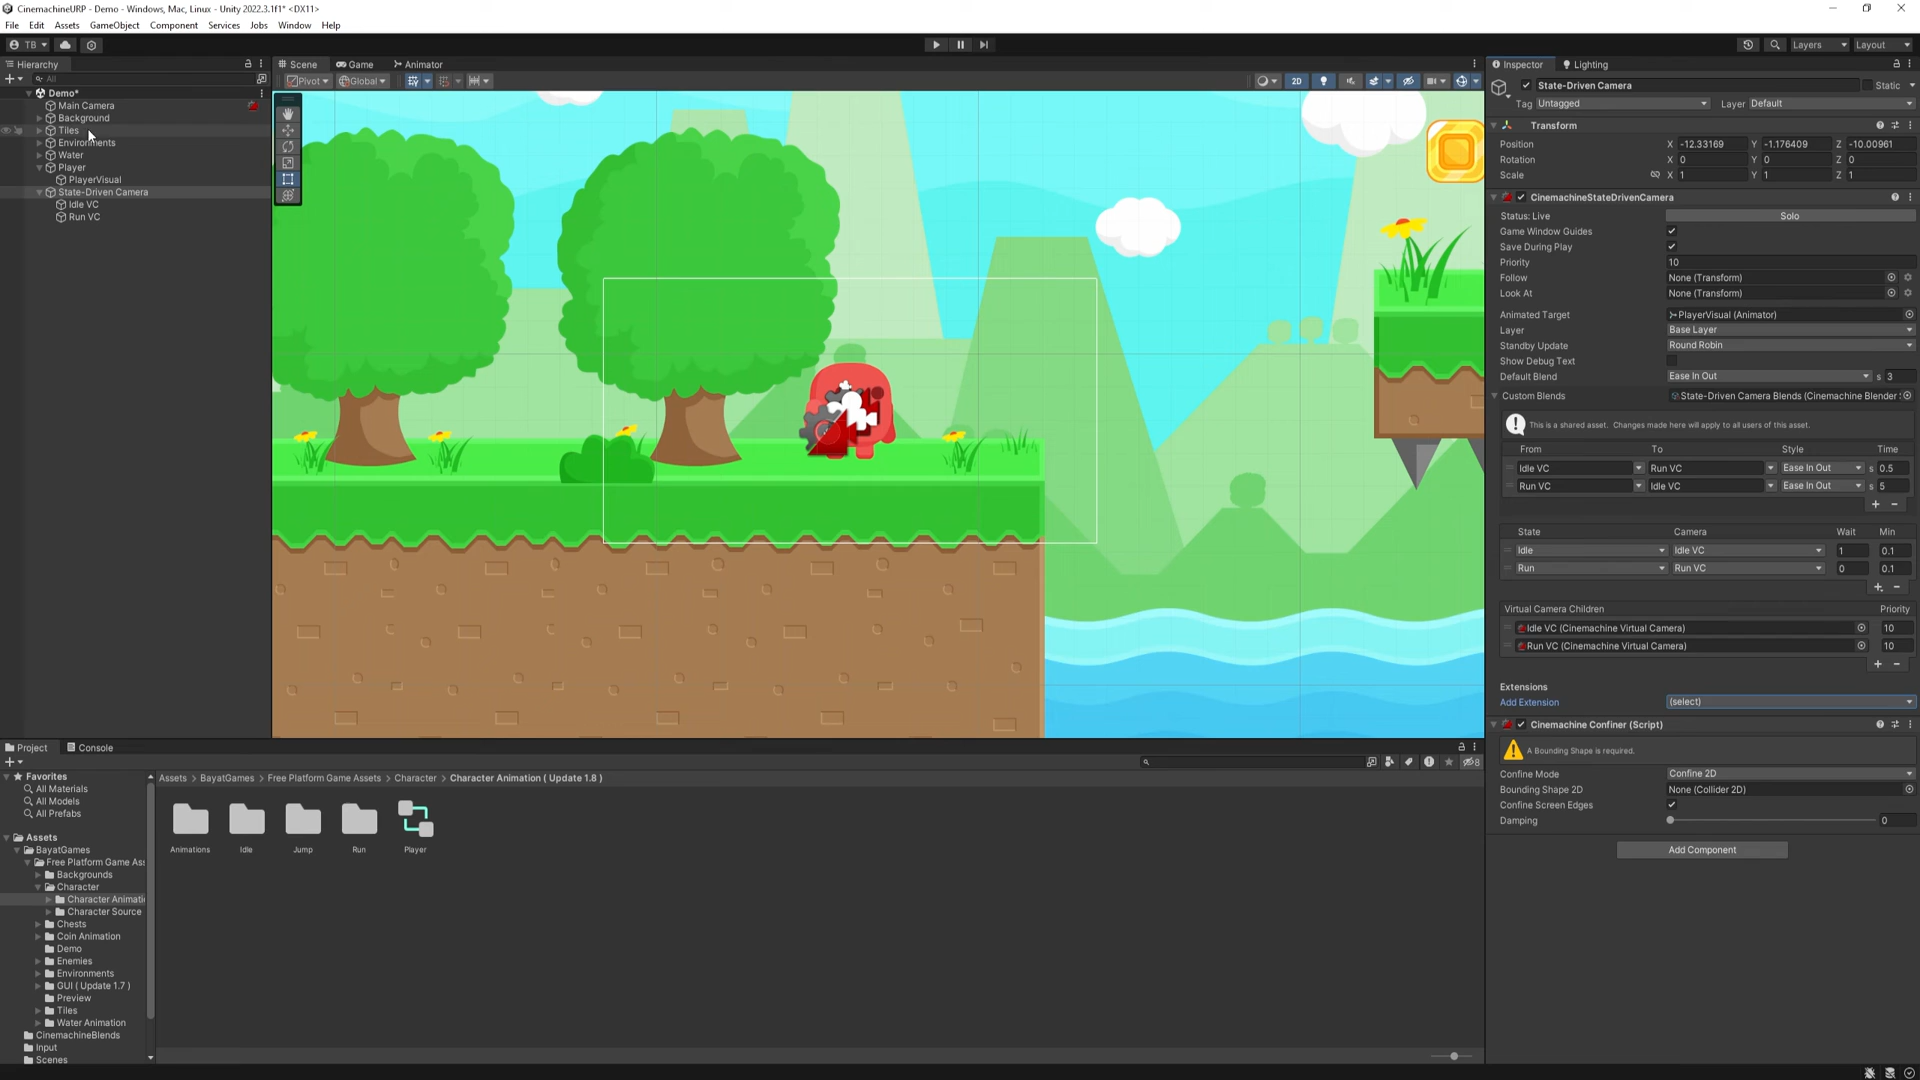 CinemachineURP - Demo - Windows, Mac, Linux - Unity 2022.3.1f1* <DX11>
File Edit Assets GameObject Component Services Jobs Window Help
TB
Layers
Layout
Hierarchy
All
Demo*
Main Camera
Background
Tiles
Environments
Water
Player
PlayerVisual
State-Driven Camera
Idle VC
Run VC
Scene Game Animator
Pivot Global
2D
Inspector Lighting
State-Driven Camera Static
Tag Untagged Layer Default
Transform
Position X -12.33169 Y -1.176409 Z -10.00961
Rotation X 0 Y 0 Z 0
Scale X 1 Y 1 Z 1
CinemachineStateDrivenCamera
Status: Live Solo
Game Window Guides
Save During Play
Priority 10
Follow None (Transform)
Look At None (Transform)
Animated Target PlayerVisual (Animator)
Layer Base Layer
Standby Update Round Robin
Show Debug Text
Default Blend Ease In Out s 3
Custom Blends State-Driven Camera Blends (Cinemachine Blender
This is a shared asset. Changes made here will apply to all users of this asset.
From To Style Time
Idle VC Run VC Ease In Out s 0.5
Run VC Idle VC Ease In Out s 5
State Camera Wait Min
Idle Idle VC 1 0.1
Run Run VC 0 0.1
Virtual Camera Children Priority
Idle VC (Cinemachine Virtual Camera) 10
Run VC (Cinemachine Virtual Camera) 10
Extensions
Add Extension (select)
Cinemachine Confiner (Script)
A Bounding Shape is required.
Confine Mode Confine 2D
Bounding Shape 2D None (Collider 2D)
Confine Screen Edges
Damping 0
Add Component
Project Console
8
Favorites
All Materials
All Models
All Prefabs
Assets
BayatGames
Free Platform Game Ass
Backgrounds
Character
Character Animati
Character Source
Chests
Coin Animation
Demo
Enemies
Environments
GUI ( Update 1.7 )
Preview
Tiles
Water Animation
CinemachineBlends
Input
Scenes
Assets > BayatGames > Free Platform Game Assets > Character > Character Animation ( Update 1.8 )
Animations Idle Jump Run Player